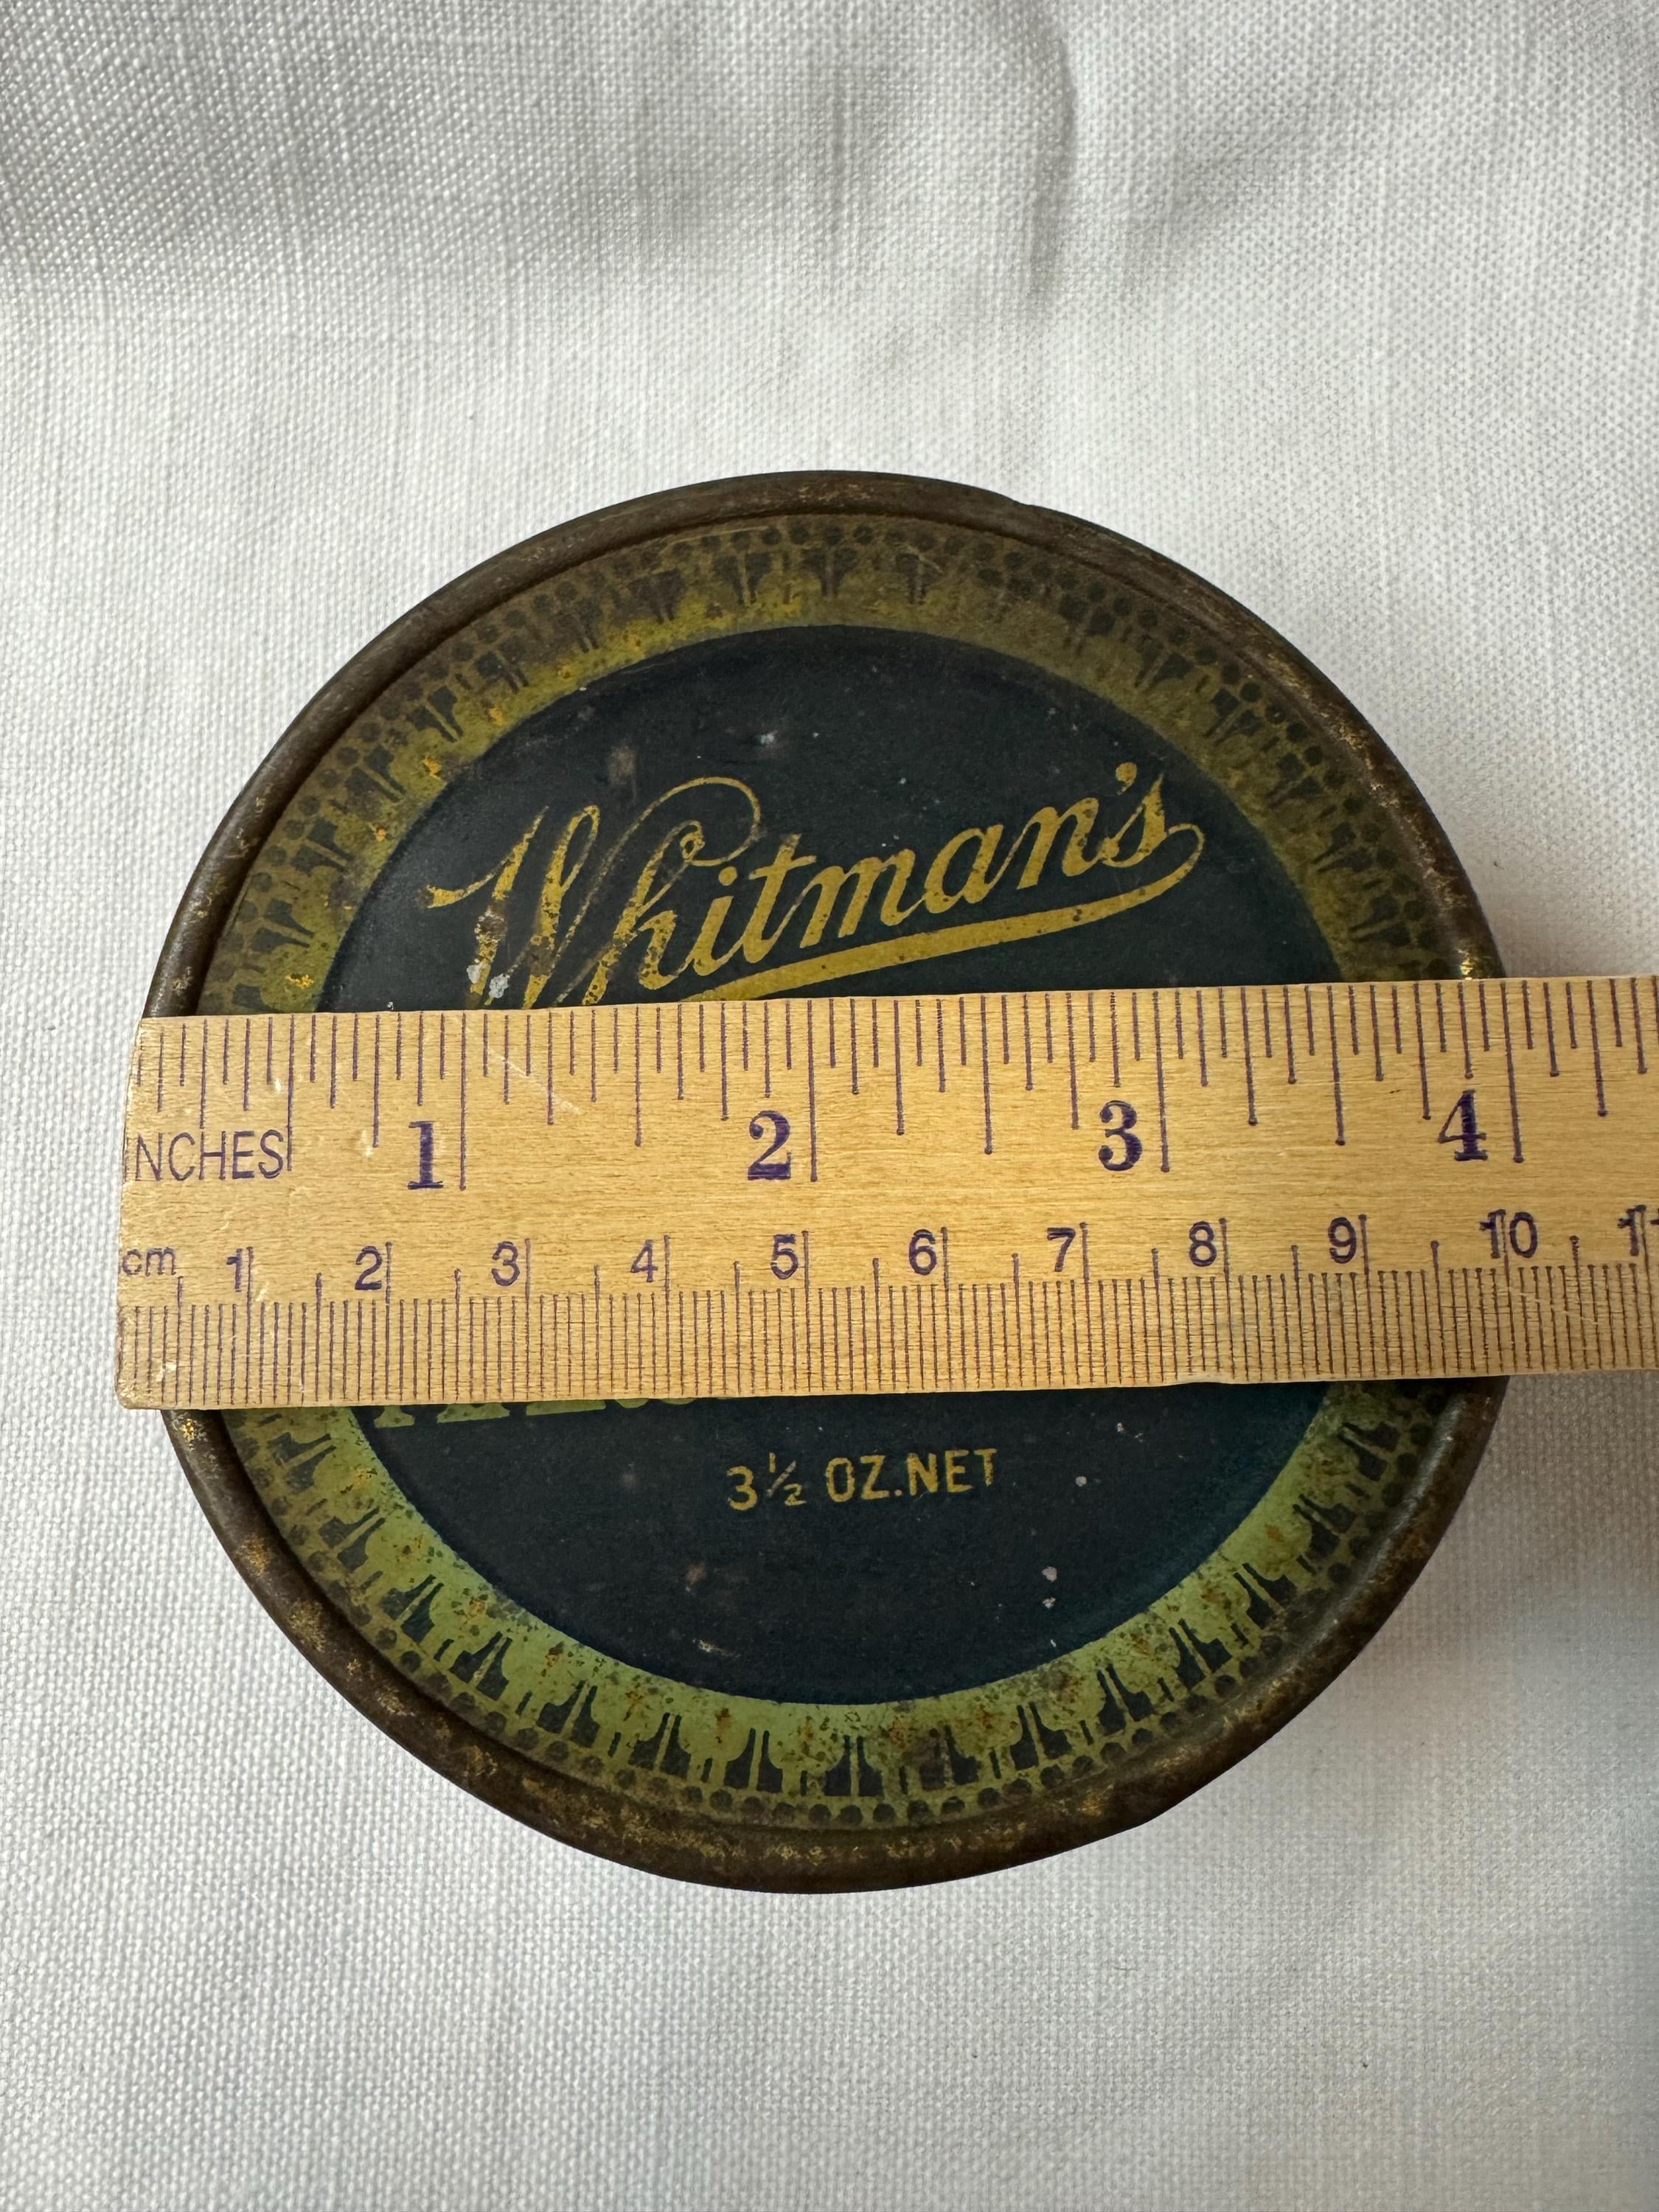 Whitman's
NCHES 1 2 3 4
cm 1 2 3 4 5 6 7 8 9 10
3½ OZ.NET